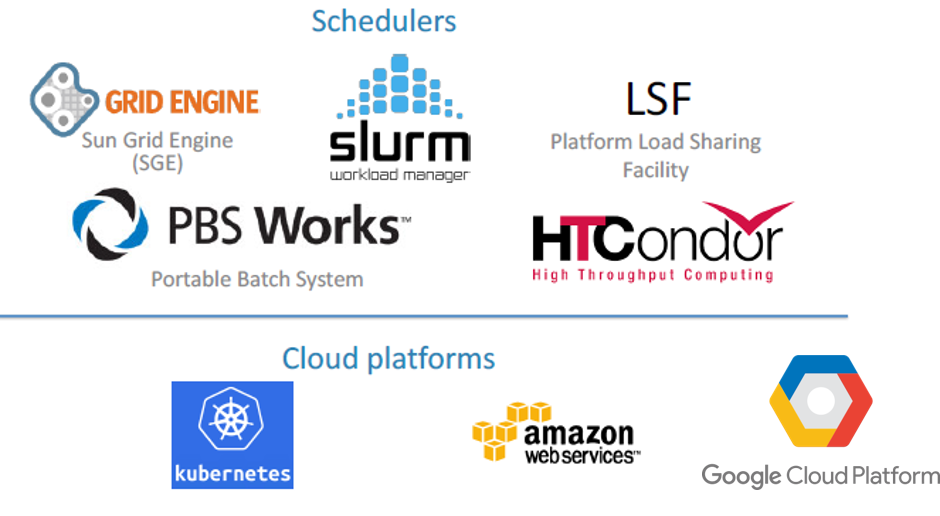 Schedulers
GRID ENGINE
Sun Grid Engine
(SGE)
slurm
workload manager
LSF
Platform Load Sharing
Facility
PBS Works™
Portable Batch System
HTCondor
High Throughput Computing
Cloud platforms
kubernetes
amazon
webservices™
Google Cloud Platform